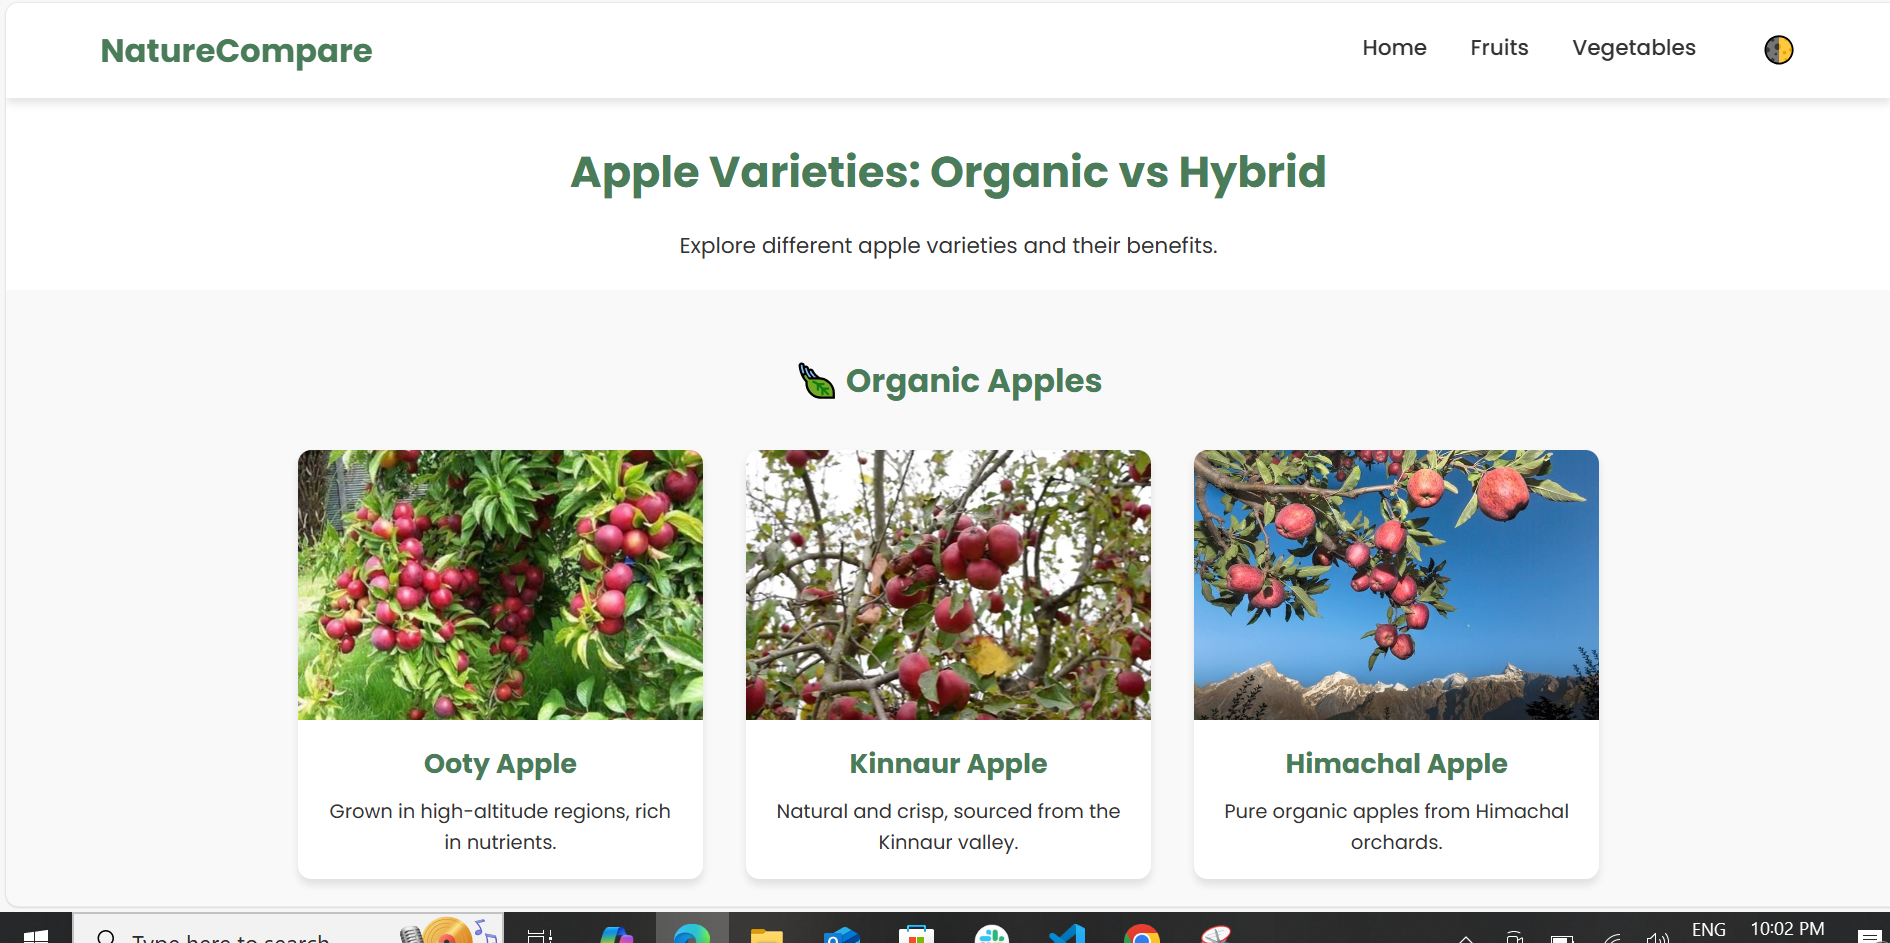 NatureCompare
Home Fruits Vegetables
Apple Varieties: Organic vs Hybrid
Explore different apple varieties and their benefits.
Organic Apples
Ooty Apple
Grown in high-altitude regions, rich
in nutrients.
Kinnaur Apple
Natural and crisp, sourced from the
Kinnaur valley.
Himachal Apple
Pure organic apples from Himachal
orchards.
Type here to search
ENG
10:02 PM